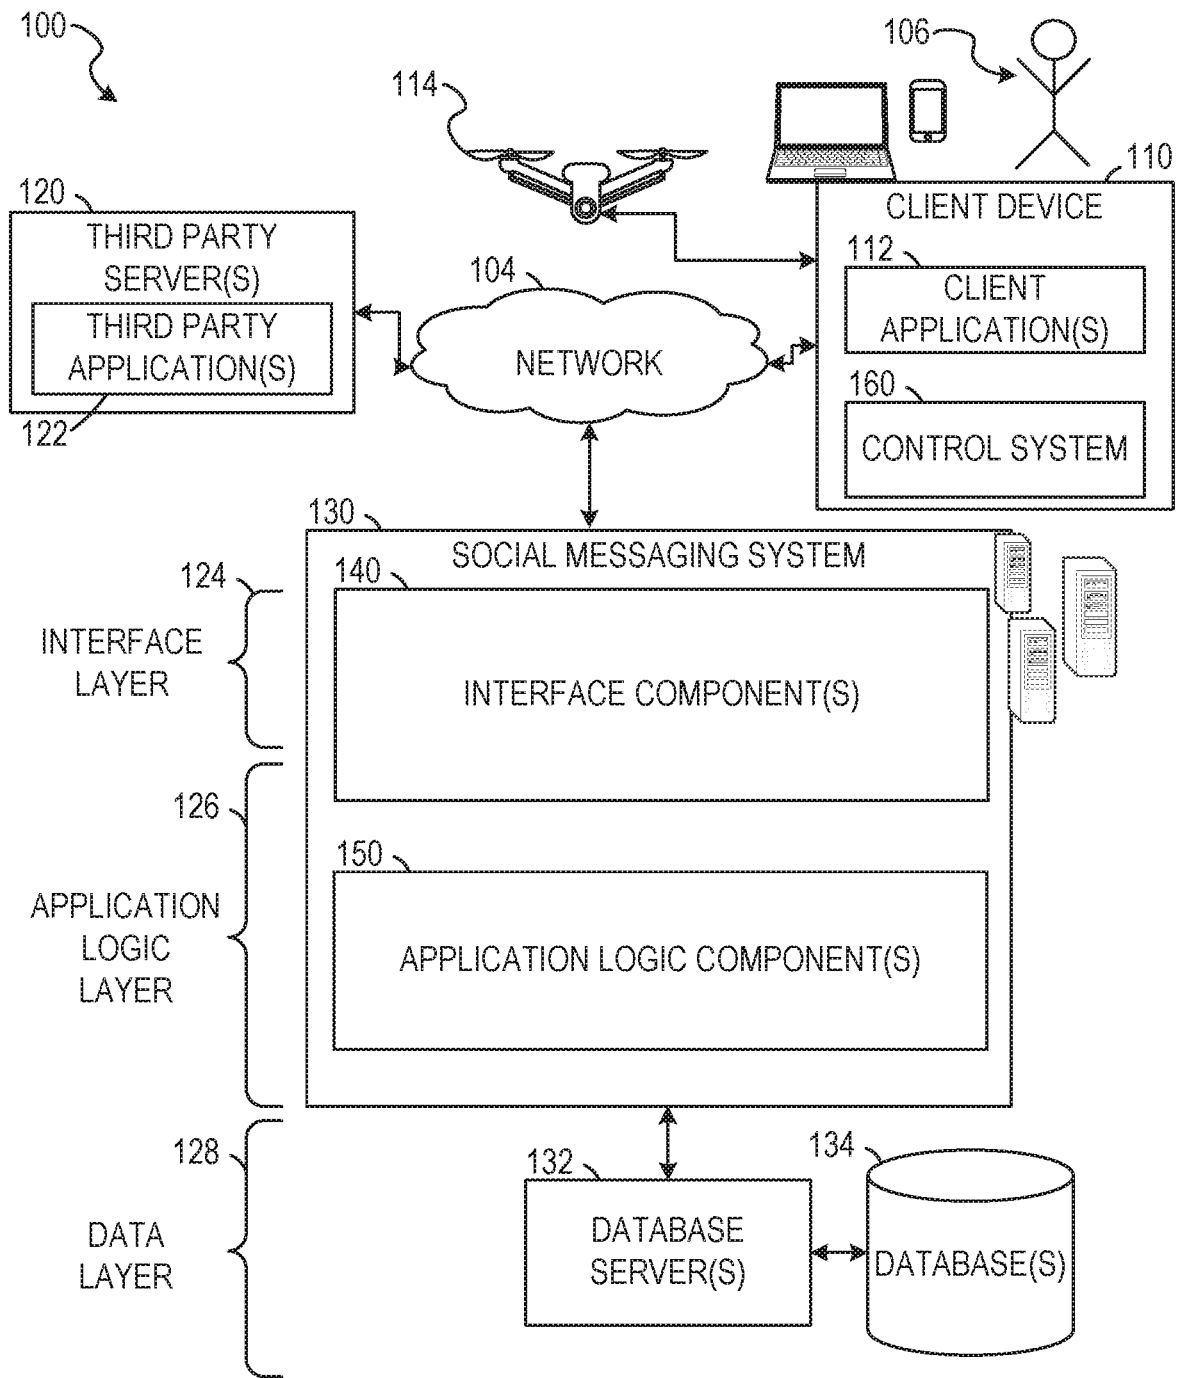 100
114
106
110
CLIENT DEVICE
112
CLIENT
APPLICATION(S)
160
CONTROL SYSTEM
120
THIRD PARTY
SERVER(S)
THIRD PARTY
APPLICATION(S)
122
104
NETWORK
130
SOCIAL MESSAGING SYSTEM
124
INTERFACE
LAYER
140
INTERFACE COMPONENT(S)
126
APPLICATION
LOGIC
LAYER
150
APPLICATION LOGIC COMPONENT(S)
128
DATA
LAYER
132
DATABASE
SERVER(S)
134
DATABASE(S)